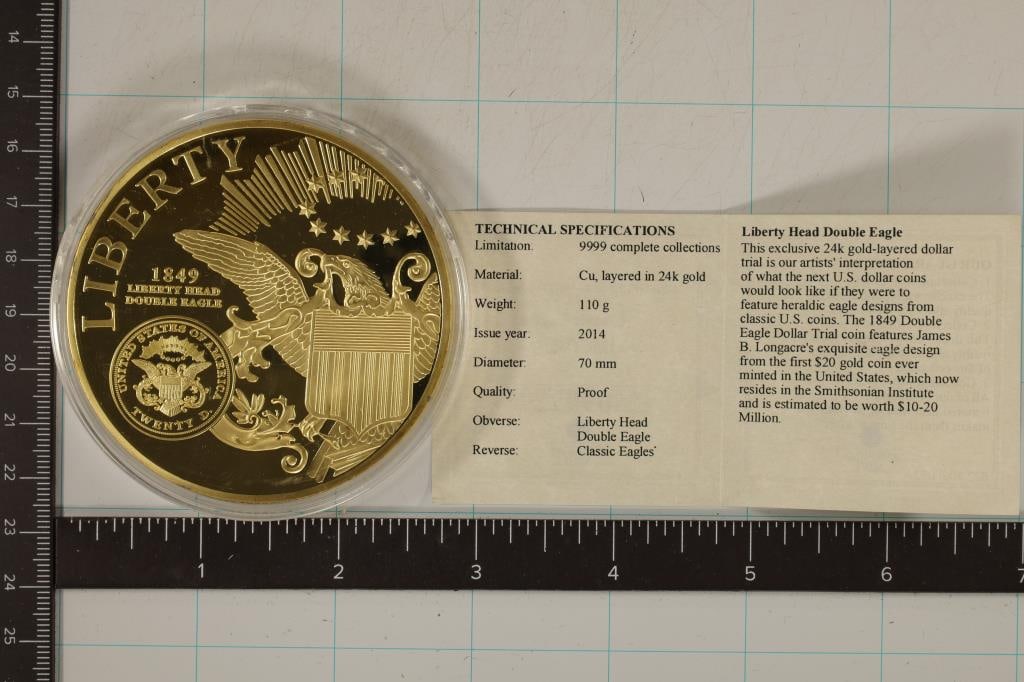 LIBERTY
1849
LIBERTY HEAD
DOUBLE EAGLE
UNITED STATES OF AMERICA
TWENTY D.
TECHNICAL SPECIFICATIONS
Limitation: 9999 complete collections
Material: Cu, layered in 24k gold
Weight: 110 g
Issue year: 2014
Diameter: 70 mm
Quality: Proof
Obverse: Liberty Head
Double Eagle
Reverse: Classic Eagles
Liberty Head Double Eagle
This exclusive 24k gold-layered dollar
trial is our artists' interpretation
of what the next U.S. dollar coins
would look like if they were to
feature heraldic eagle designs from
classic U.S. coins. The 1849 Double
Eagle Dollar Trial coin features James
B. Longacre's exquisite eagle design
from the first $20 gold coin ever
minted in the United States, which now
resides in the Smithsonian Institute
and is estimated to be worth $10-20
Million.
14
15
16
17
18
19
20
21
22
23
24
25
1 2 3 4 5 6 7